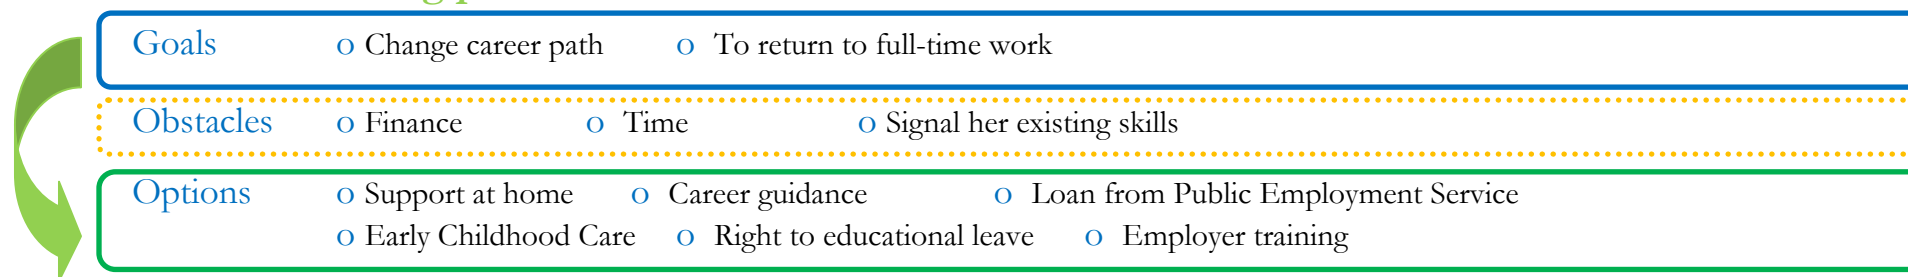 Goals o Change career path o To return to full-time work
Obstacles o Finance o Time o Signal her existing skills
Options o Support at home o Career guidance o Loan from Public Employment Service
o Early Childhood Care o Right to educational leave o Employer training